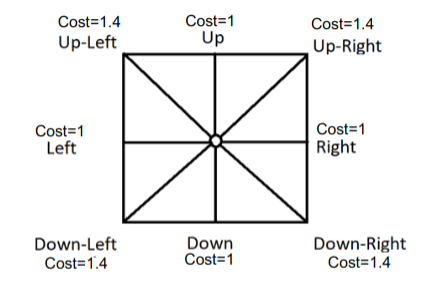 Cost=1.4
Up-Left
Cost=1
Up
Cost=1.4
Up-Right
Cost=1
Left
Cost=1
Right
Down-Left
Cost=1.4
Down
Cost=1
Down-Right
Cost=1.4